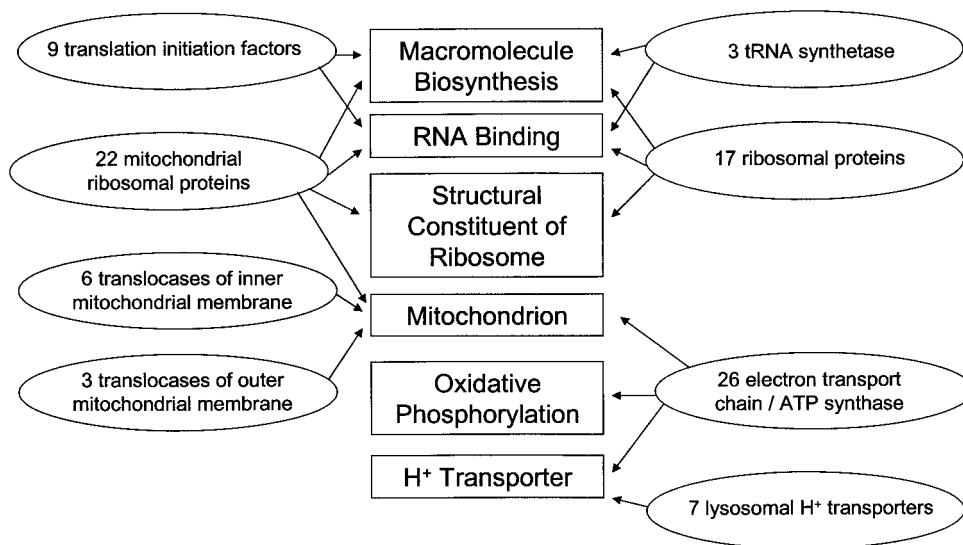 9 translation initiation factors
22 mitochondrial
ribosomal proteins
6 translocases of inner
mitochondrial membrane
3 translocases of outer
mitochondrial membrane
Macromolecule
Biosynthesis
RNA Binding
Structural
Constituent of
Ribosome
Mitochondrion
Oxidative
Phosphorylation
H⁺ Transporter
3 tRNA synthetase
17 ribosomal proteins
26 electron transport
chain / ATP synthase
7 lysosomal H⁺ transporters